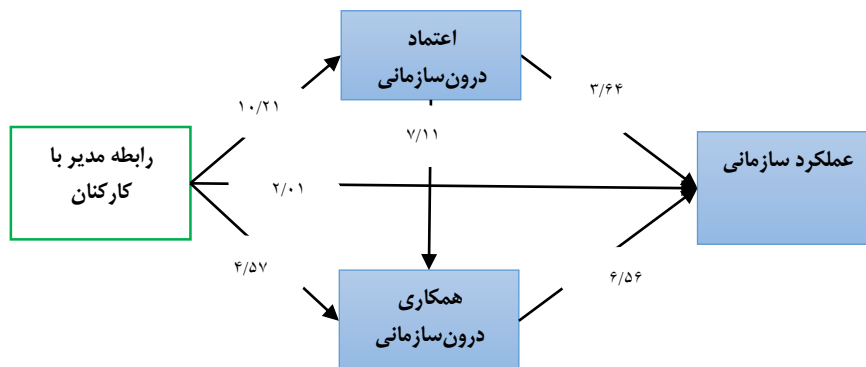 اعتماد
درون‌سازمانی
۳/۶۴
۱۰/۲۱
۷/۱۱
رابطه مدیر با
کارکنان
عملکرد سازمانی
۲/۰۱
۴/۵۷
۶/۵۶
همکاری
درون‌سازمانی